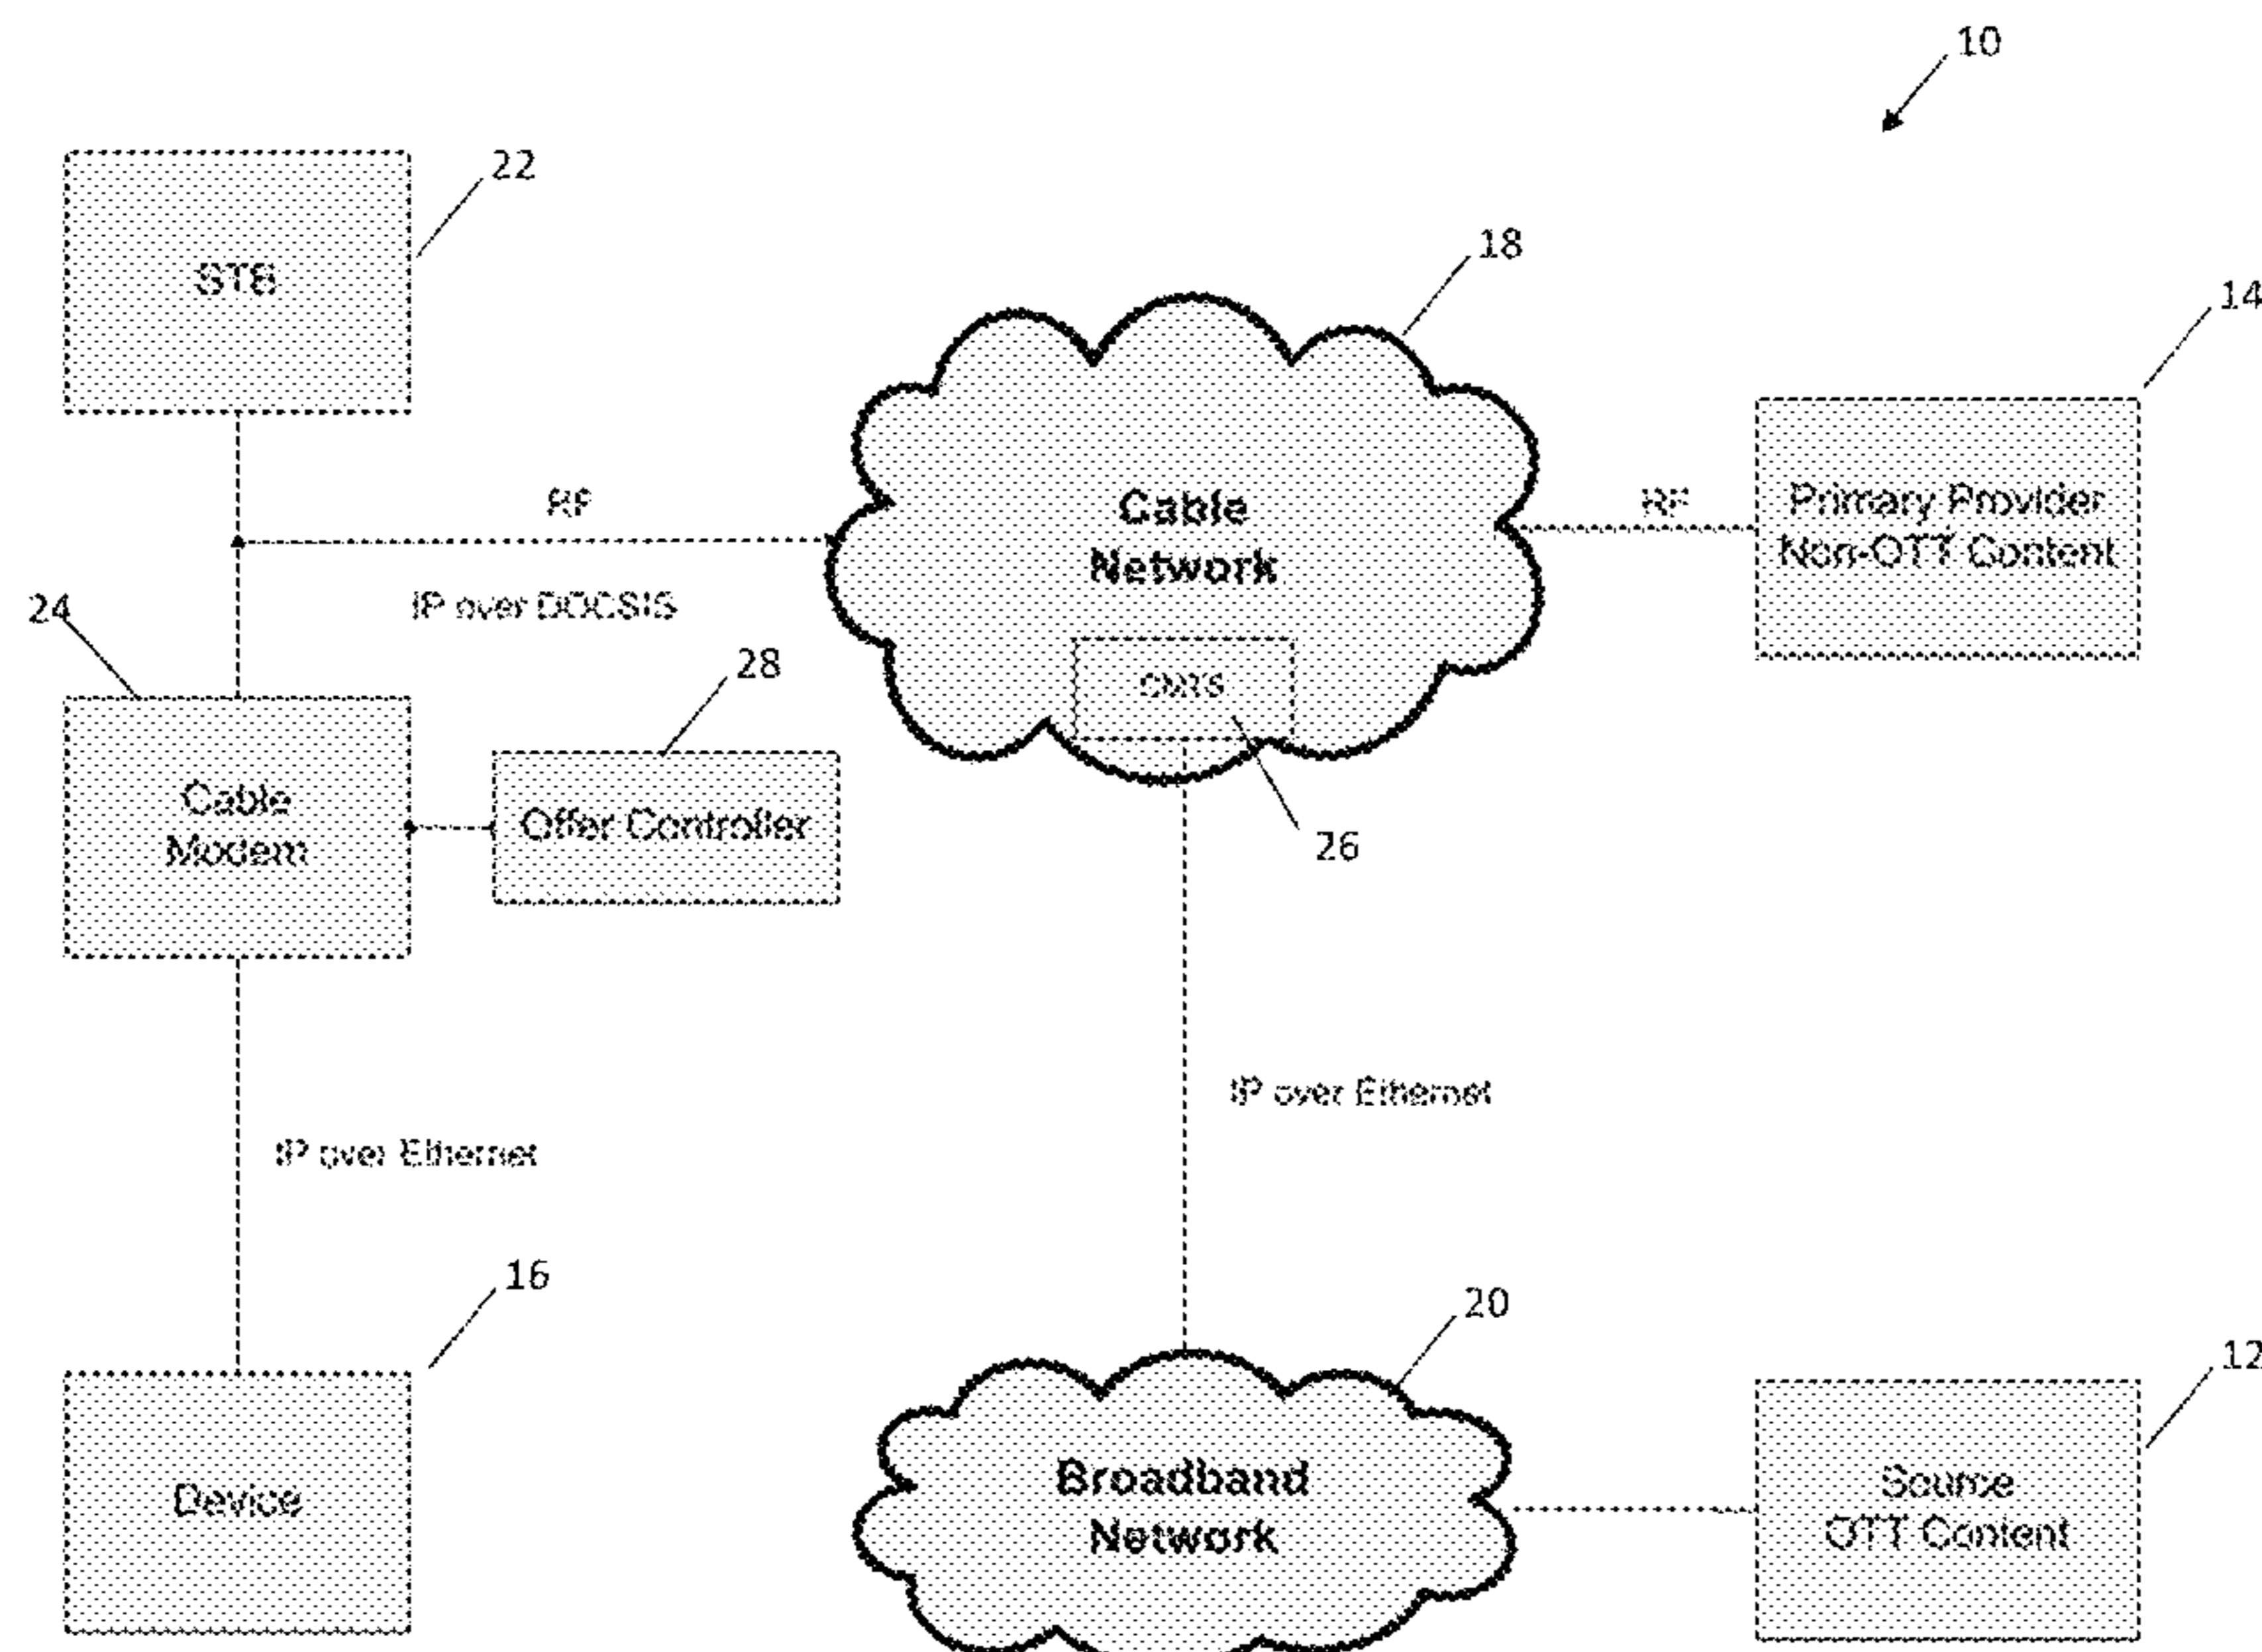 10
22
STB
18
14
RF
Cable
Network
RF
Primary Provider
Non-OTT Content
IP over DOCSIS
24
28
CMTS
Cable
Modem
Offer Controller
26
IP over Ethernet
IP over Ethernet
16
20
12
Device
Broadband
Network
Source
OTT Content